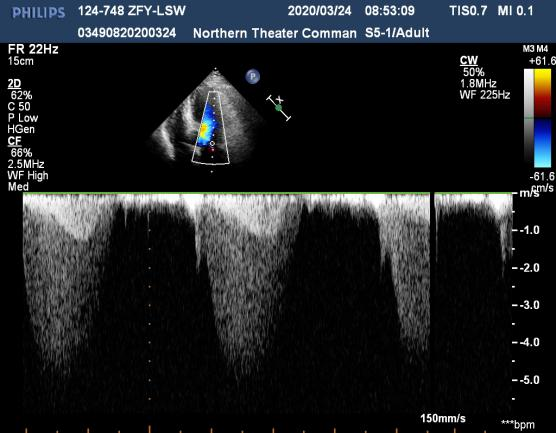 PHILIPS 124-748 ZFY-LSW 2020/03/24 08:53:09 TIS0.7 MI 0.1
03490820200324 Northern Theater Comman S5-1/Adult
FR 22Hz
15cm
2D
62%
C 50
P Low
HGen
CF
66%
2.5MHz
WF High
Med
P
CW
50%
1.8MHz
WF 225Hz
M3 M4
+61.6
-61.6
cm/s
m/s
-1.0
-2.0
-3.0
-4.0
-5.0
150mm/s
***bpm